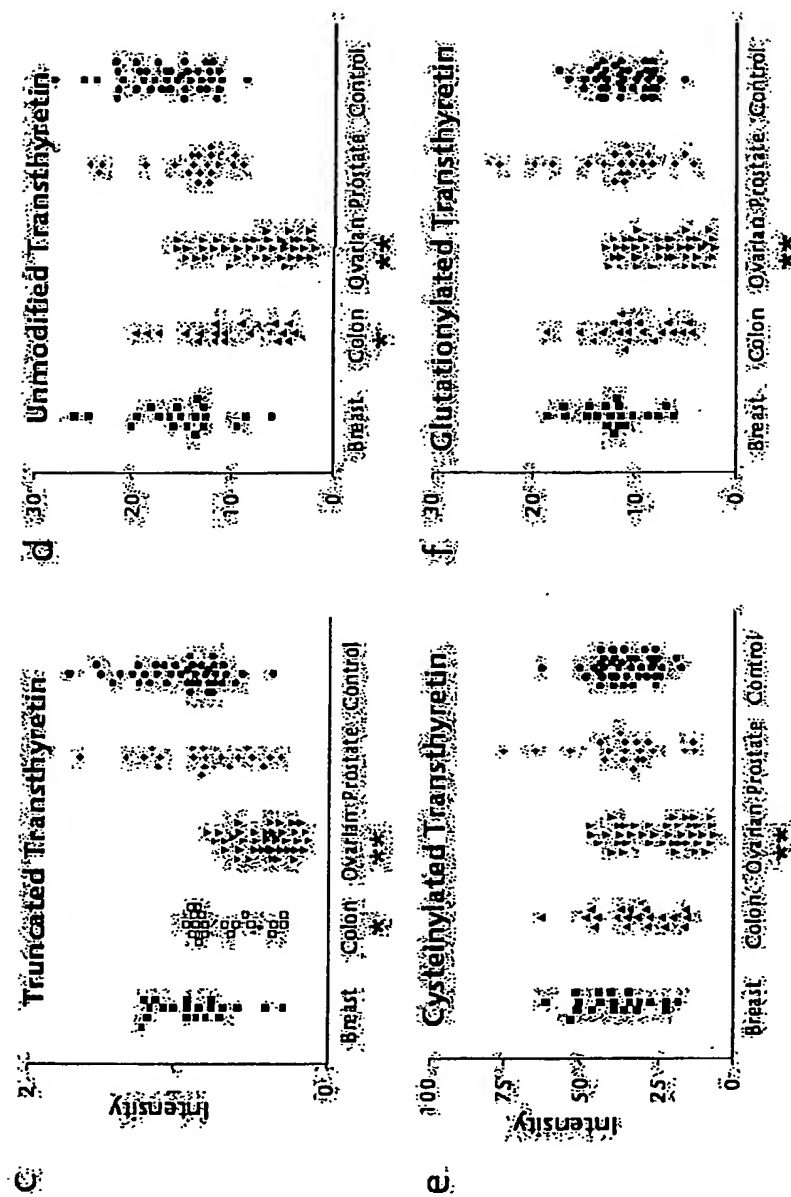 c
Truncated Transthyretin
Intensity
2
0
Breast Colon Ovarian Prostate Control
* **
d
Unmodified Transthyretin
30
20
10
0
Breast Colon Ovarian Prostate Control
* **
e
Cysteinylated Transthyretin
Intensity
100
75
50
25
0
Breast Colon Ovarian Prostate Control
**
f
Glutationylated Transthyretin
30
20
10
0
Breast Colon Ovarian Prostate Control
**